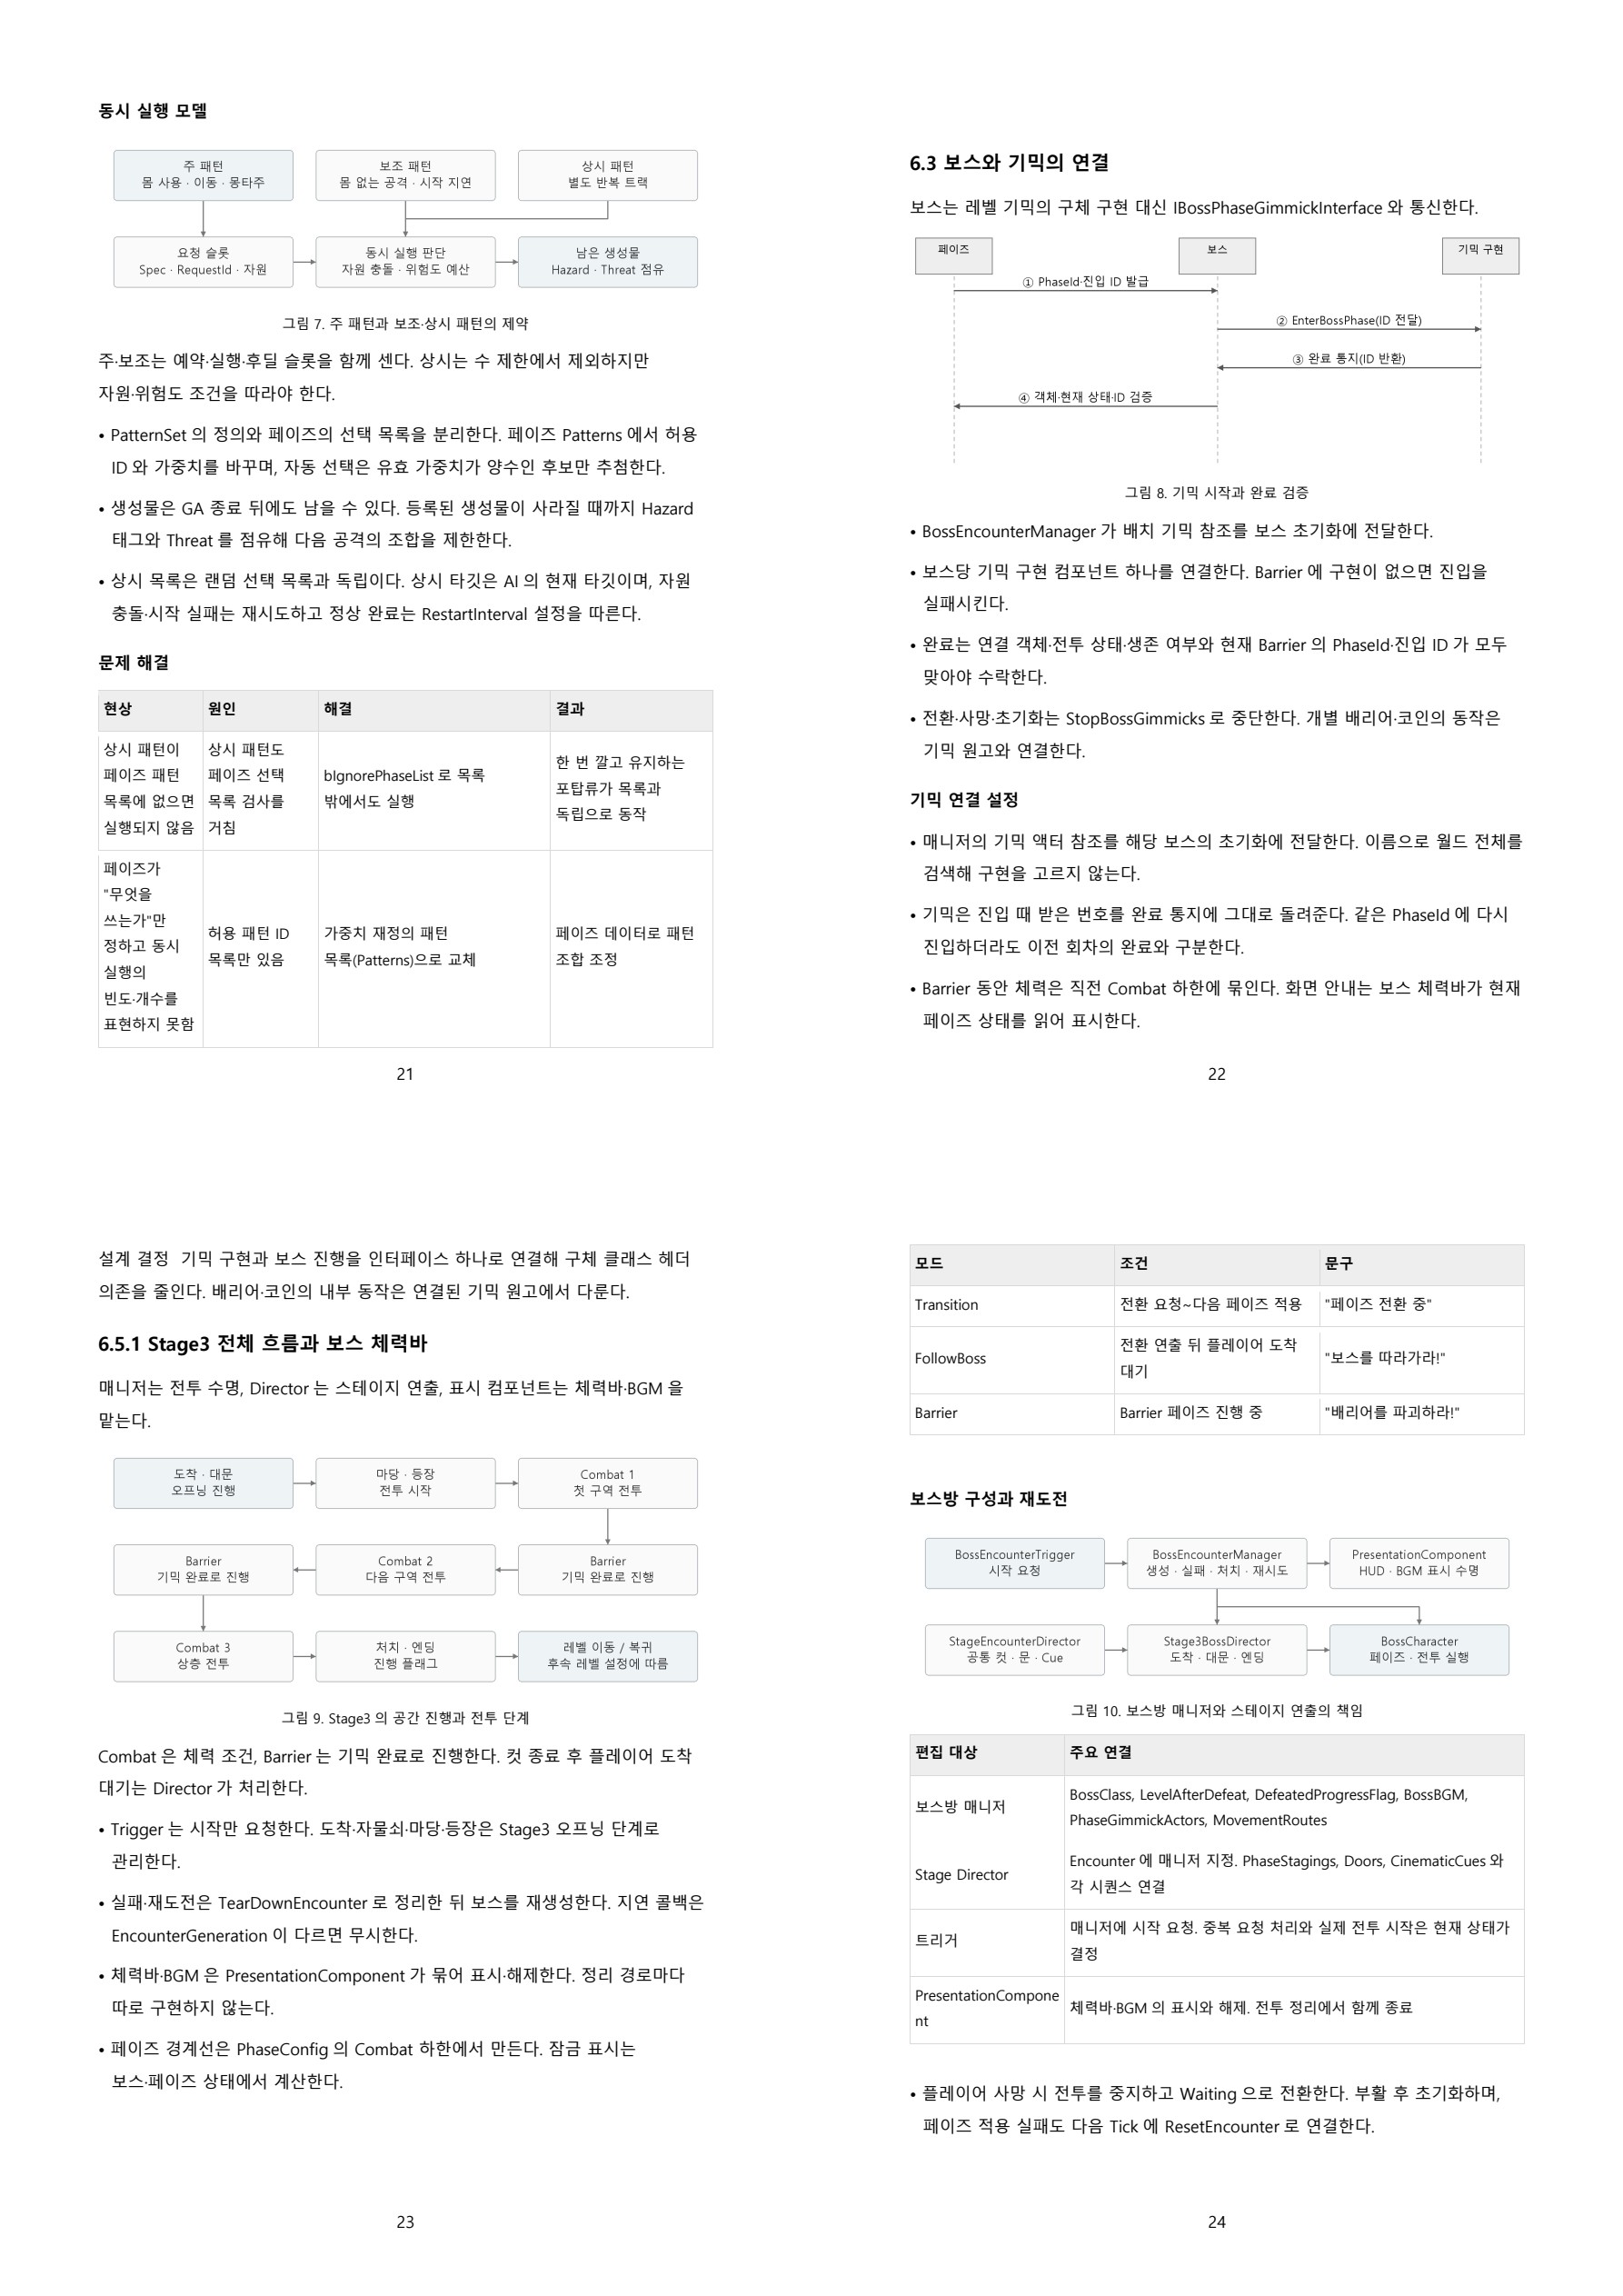 동시 실행 모델
주 패턴
몸 사용 · 이동 · 몽타주
보조 패턴
몸 없는 공격 · 시작 지연
상시 패턴
별도 반복 트랙
요청 슬롯
Spec · RequestId · 자원
동시 실행 판단
자원 충돌 · 위험도 예산
남은 생성물
Hazard · Threat 점유
그림 7. 주 패턴과 보조·상시 패턴의 제약
주·보조는 예약·실행·후딜 슬롯을 함께 센다. 상시는 수 제한에서 제외하지만
자원·위험도 조건을 따라야 한다.
• PatternSet 의 정의와 페이즈의 선택 목록을 분리한다. 페이즈 Patterns 에서 허용
ID 와 가중치를 바꾸며, 자동 선택은 유효 가중치가 양수인 후보만 추첨한다.
• 생성물은 GA 종료 뒤에도 남을 수 있다. 등록된 생성물이 사라질 때까지 Hazard
태그와 Threat 를 점유해 다음 공격의 조합을 제한한다.
• 상시 목록은 랜덤 선택 목록과 독립이다. 상시 타깃은 AI 의 현재 타깃이며, 자원
충돌·시작 실패는 재시도하고 정상 완료는 RestartInterval 설정을 따른다.
문제 해결
현상 원인 해결 결과
상시 패턴이
페이즈 패턴
목록에 없으면
실행되지 않음
상시 패턴도
페이즈 선택
목록 검사를
거침
bIgnorePhaseList 로 목록
밖에서도 실행
한 번 깔고 유지하는
포탑류가 목록과
독립으로 동작
페이즈가
"무엇을
쓰는가"만
정하고 동시
실행의
빈도·개수를
표현하지 못함
허용 패턴 ID
목록만 있음
가중치 재정의 패턴
목록(Patterns)으로 교체
페이즈 데이터로 패턴
조합 조정
21
6.3 보스와 기믹의 연결
보스는 레벨 기믹의 구체 구현 대신 IBossPhaseGimmickInterface 와 통신한다.
페이즈
보스
기믹 구현
① PhaseId·진입 ID 발급
② EnterBossPhase(ID 전달)
③ 완료 통지(ID 반환)
④ 객체·현재 상태·ID 검증
그림 8. 기믹 시작과 완료 검증
• BossEncounterManager 가 배치 기믹 참조를 보스 초기화에 전달한다.
• 보스당 기믹 구현 컴포넌트 하나를 연결한다. Barrier 에 구현이 없으면 진입을
실패시킨다.
• 완료는 연결 객체·전투 상태·생존 여부와 현재 Barrier 의 PhaseId·진입 ID 가 모두
맞아야 수락한다.
• 전환·사망·초기화는 StopBossGimmicks 로 중단한다. 개별 배리어·코인의 동작은
기믹 원고와 연결한다.
기믹 연결 설정
• 매니저의 기믹 액터 참조를 해당 보스의 초기화에 전달한다. 이름으로 월드 전체를
검색해 구현을 고르지 않는다.
• 기믹은 진입 때 받은 번호를 완료 통지에 그대로 돌려준다. 같은 PhaseId 에 다시
진입하더라도 이전 회차의 완료와 구분한다.
• Barrier 동안 체력은 직전 Combat 하한에 묶인다. 화면 안내는 보스 체력바가 현재
페이즈 상태를 읽어 표시한다.
22
설계 결정 기믹 구현과 보스 진행을 인터페이스 하나로 연결해 구체 클래스 헤더
의존을 줄인다. 배리어·코인의 내부 동작은 연결된 기믹 원고에서 다룬다.
6.5.1 Stage3 전체 흐름과 보스 체력바
매니저는 전투 수명, Director 는 스테이지 연출, 표시 컴포넌트는 체력바·BGM 을
맡는다.
도착 · 대문
오프닝 진행
마당 · 등장
전투 시작
Combat 1
첫 구역 전투
Barrier
기믹 완료로 진행
Combat 2
다음 구역 전투
Barrier
기믹 완료로 진행
Combat 3
상층 전투
처치 · 엔딩
진행 플래그
레벨 이동 / 복귀
후속 레벨 설정에 따름
그림 9. Stage3 의 공간 진행과 전투 단계
Combat 은 체력 조건, Barrier 는 기믹 완료로 진행한다. 컷 종료 후 플레이어 도착
대기는 Director 가 처리한다.
• Trigger 는 시작만 요청한다. 도착·자물쇠·마당·등장은 Stage3 오프닝 단계로
관리한다.
• 실패·재도전은 TearDownEncounter 로 정리한 뒤 보스를 재생성한다. 지연 콜백은
EncounterGeneration 이 다르면 무시한다.
• 체력바·BGM 은 PresentationComponent 가 묶어 표시·해제한다. 정리 경로마다
따로 구현하지 않는다.
• 페이즈 경계선은 PhaseConfig 의 Combat 하한에서 만든다. 잠금 표시는
보스·페이즈 상태에서 계산한다.
23
모드 조건 문구
Transition 전환 요청~다음 페이즈 적용 "페이즈 전환 중"
FollowBoss 전환 연출 뒤 플레이어 도착
대기 "보스를 따라가라!"
Barrier Barrier 페이즈 진행 중 "배리어를 파괴하라!"
보스방 구성과 재도전
BossEncounterTrigger
시작 요청
BossEncounterManager
생성 · 실패 · 처치 · 재시도
PresentationComponent
HUD · BGM 표시 수명
StageEncounterDirector
공통 컷 · 문 · Cue
Stage3BossDirector
도착 · 대문 · 엔딩
BossCharacter
페이즈 · 전투 실행
그림 10. 보스방 매니저와 스테이지 연출의 책임
편집 대상 주요 연결
보스방 매니저
BossClass, LevelAfterDefeat, DefeatedProgressFlag, BossBGM,
PhaseGimmickActors, MovementRoutes
Stage Director
Encounter 에 매니저 지정. PhaseStagings, Doors, CinematicCues 와
각 시퀀스 연결
트리거
매니저에 시작 요청. 중복 요청 처리와 실제 전투 시작은 현재 상태가
결정
PresentationCompone
nt
체력바·BGM 의 표시와 해제. 전투 정리에서 함께 종료
• 플레이어 사망 시 전투를 중지하고 Waiting 으로 전환한다. 부활 후 초기화하며,
페이즈 적용 실패도 다음 Tick 에 ResetEncounter 로 연결한다.
24